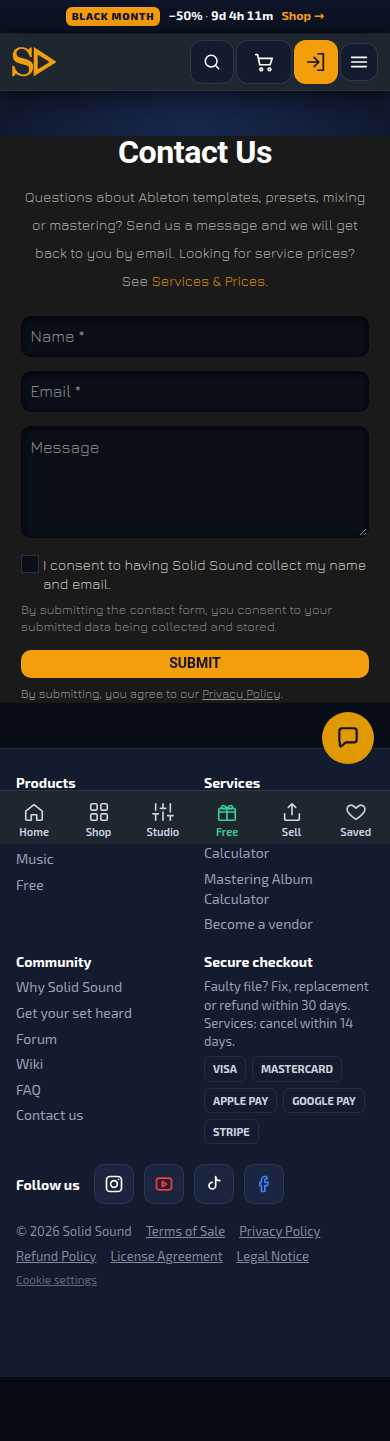 BLACK MONTH −50% · 9d 4h 11m Shop →
SD
Contact Us
Questions about Ableton templates, presets, mixing
or mastering? Send us a message and we will get
back to you by email. Looking for service prices?
See Services & Prices.
Name *
Email *
Message
I consent to having Solid Sound collect my name
and email.
By submitting the contact form, you consent to your
submitted data being collected and stored.
SUBMIT
By submitting, you agree to our Privacy Policy.
Products
Services
Home
Shop
Studio
Free
Sell
Saved
Music
Free
Calculator
Mastering Album
Calculator
Become a vendor
Community
Why Solid Sound
Get your set heard
Forum
Wiki
FAQ
Contact us
Secure checkout
Faulty file? Fix, replacement
or refund within 30 days.
Services: cancel within 14
days.
VISA
MASTERCARD
APPLE PAY
GOOGLE PAY
STRIPE
Follow us
© 2026 Solid Sound Terms of Sale Privacy Policy
Refund Policy License Agreement Legal Notice
Cookie settings